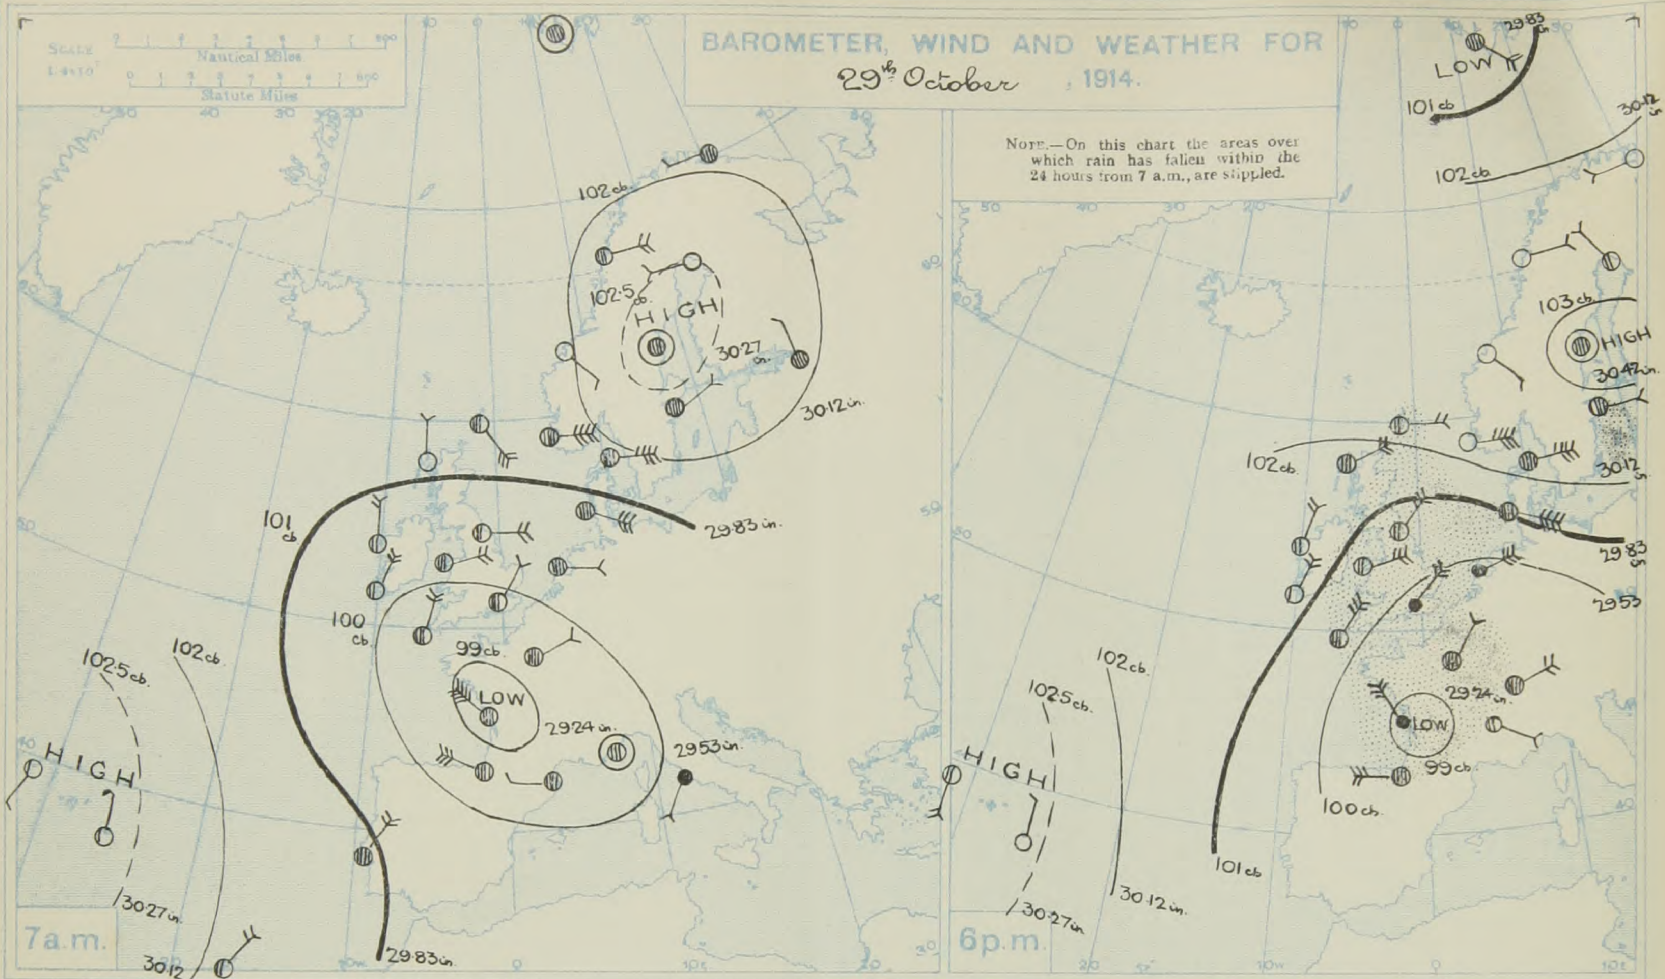 SCALE
Nautical Miles
Statute Miles
BAROMETER, WIND AND WEATHER FOR
29th October , 1914.
NOTE.—On this chart the areas over
which rain has fallen within the
24 hours from 7 a.m., are stippled.
102 cb.
102.5 cb.
HIGH
30.27 in.
30.12 in.
101 cb
29.83 in.
100 cb.
99 cb.
LOW
29.24 in.
29.53 in.
102 cb.
102.5 cb.
HIGH
30.27 in.
30.12
29.83 in.
7 a.m.
29.83 in
LOW
101 cb
30.12 in
102 cb.
103 cb.
HIGH
30.42 in.
102 cb.
30.12 in.
29.83 in
29.53
29.24 in.
LOW
99 cb.
100 cb.
102 cb.
102.5 cb.
HIGH
101 cb
30.12 in.
30.27 in.
6 p.m.